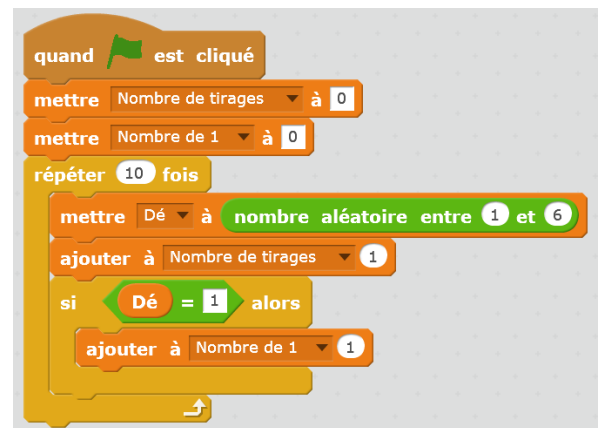 quand est cliqué
mettre Nombre de tirages à 0
mettre Nombre de 1 à 0
répéter 10 fois
mettre Dé à nombre aléatoire entre 1 et 6
ajouter à Nombre de tirages 1
si Dé = 1 alors
ajouter à Nombre de 1 1